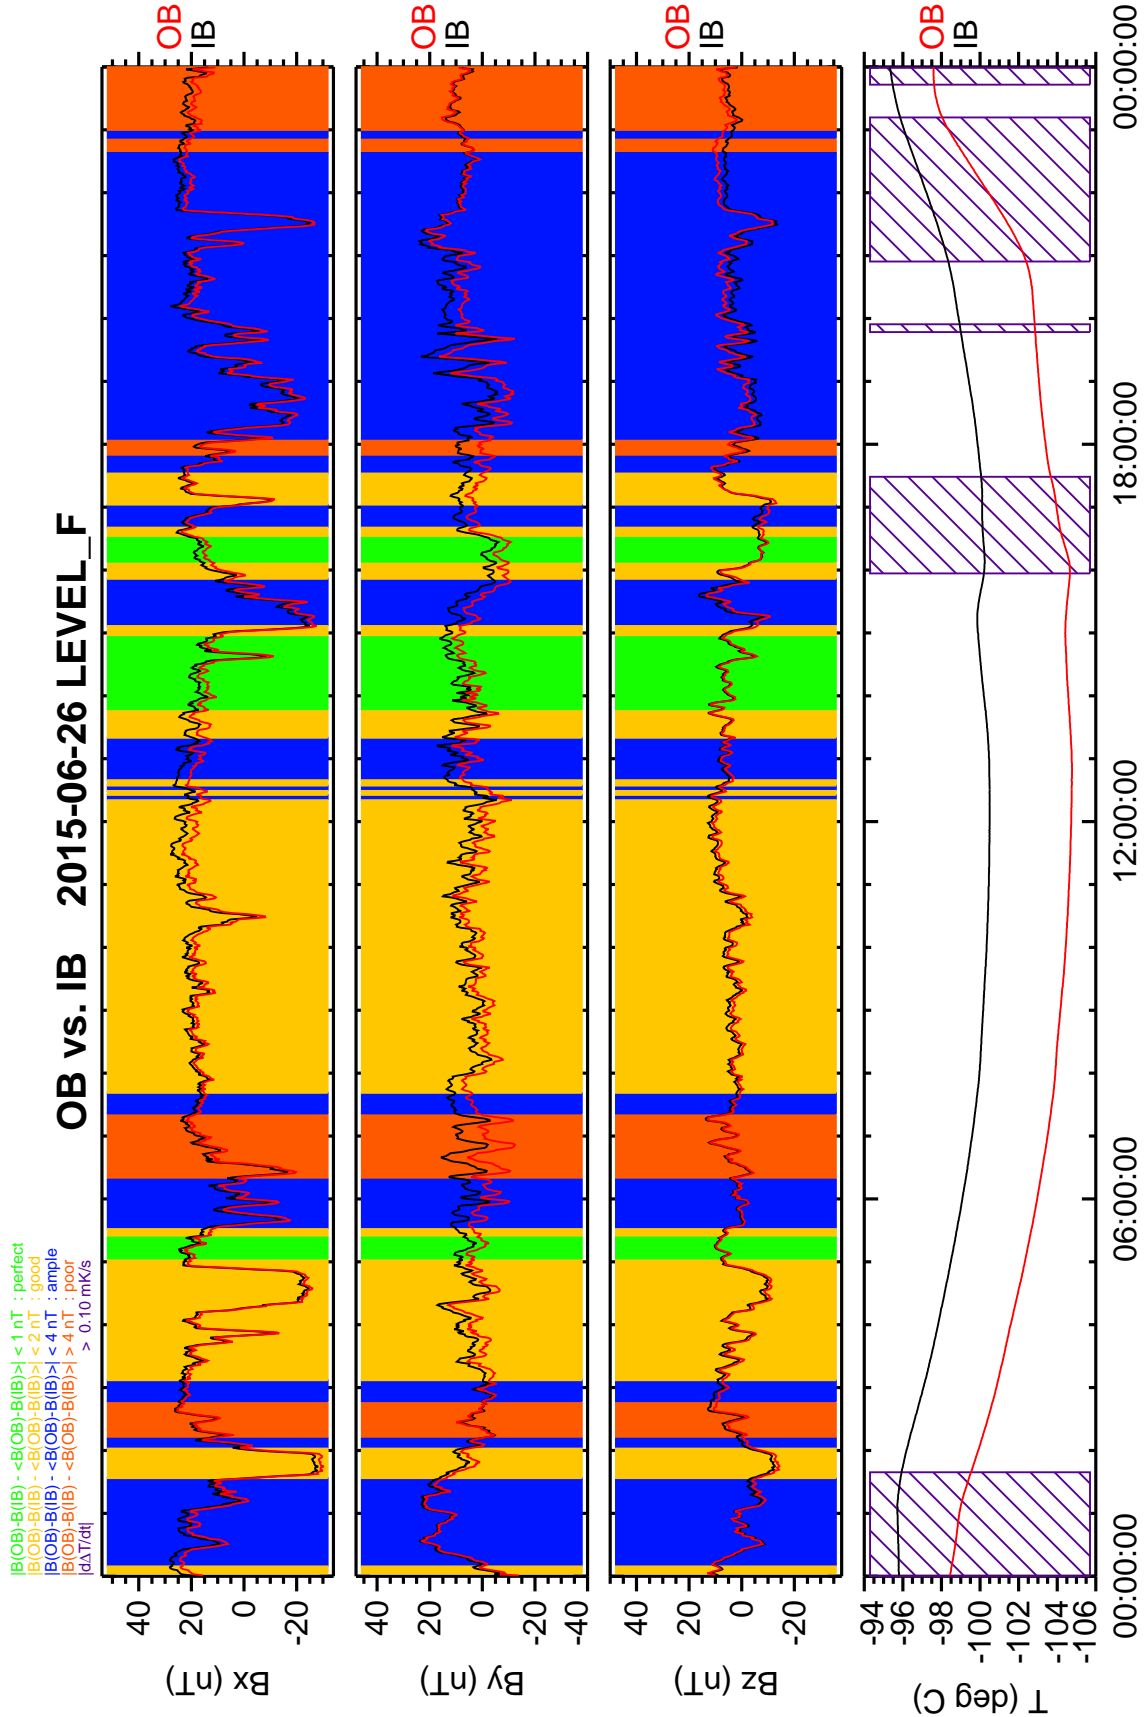 OB vs. IB 2015-06-26 LEVEL_F
|B(OB)-B(IB) - <B(OB)-B(IB)>| < 1 nT : perfect
|B(OB)-B(IB) - <B(OB)-B(IB)>| < 2 nT : good
|B(OB)-B(IB) - <B(OB)-B(IB)>| < 4 nT : ample
|B(OB)-B(IB) - <B(OB)-B(IB)>| > 4 nT : poor
|dΔT/dt| > 0.10 mK/s
Bx (nT)
40
20
0
-20
OB
IB
By (nT)
40
20
0
-20
OB
IB
Bz (nT)
20
0
-20
OB
IB
T (deg C)
-94
-96
-98
-100
-102
-104
-106
OB
IB
00:00:00
06:00:00
12:00:00
18:00:00
00:00:00